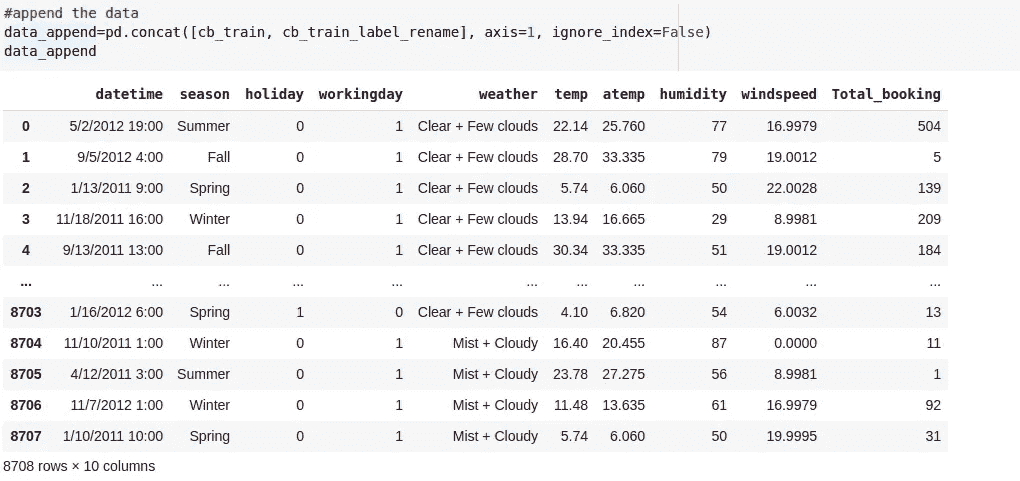 #append the data
data_append=pd.concat([cb_train, cb_train_label_rename], axis=1, ignore_index=False)
data_append
datetime season holiday workingday weather temp atemp humidity windspeed Total_booking
0 5/2/2012 19:00 Summer 0 1 Clear + Few clouds 22.14 25.760 77 16.9979 504
1 9/5/2012 4:00 Fall 0 1 Clear + Few clouds 28.70 33.335 79 19.0012 5
2 1/13/2011 9:00 Spring 0 1 Clear + Few clouds 5.74 6.060 50 22.0028 139
3 11/18/2011 16:00 Winter 0 1 Clear + Few clouds 13.94 16.665 29 8.9981 209
4 9/13/2011 13:00 Fall 0 1 Clear + Few clouds 30.34 33.335 51 19.0012 184
... ... ... ... ... ... ... ... ... ... ...
8703 1/16/2012 6:00 Spring 1 0 Clear + Few clouds 4.10 6.820 54 6.0032 13
8704 11/10/2011 1:00 Winter 0 1 Mist + Cloudy 16.40 20.455 87 0.0000 11
8705 4/12/2011 3:00 Summer 0 1 Mist + Cloudy 23.78 27.275 56 8.9981 1
8706 11/7/2012 1:00 Winter 0 1 Mist + Cloudy 11.48 13.635 61 16.9979 92
8707 1/10/2011 10:00 Spring 0 1 Mist + Cloudy 5.74 6.060 50 19.9995 31
8708 rows × 10 columns